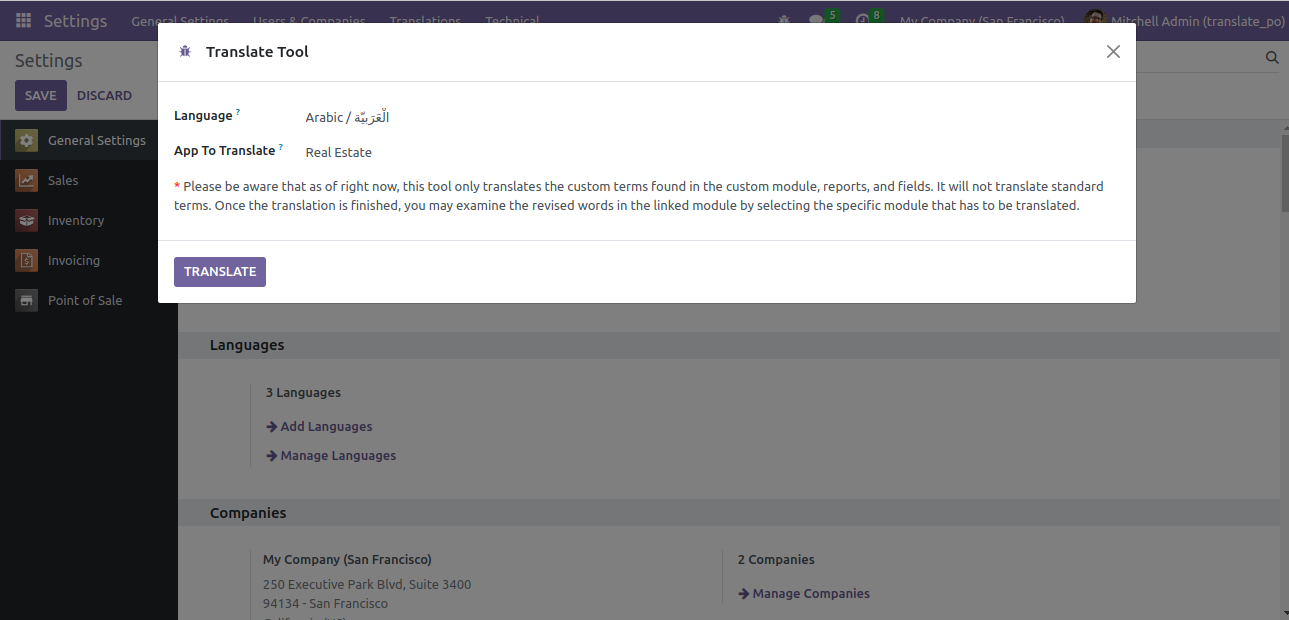 Settings General Settings Users & Companies Translations Technical 5 8 My Company (San Francisco) Mitchell Admin (translate_po)
Translate Tool
Settings
SAVE DISCARD
Language ? Arabic / الْعَرَبيّة
App To Translate ? Real Estate
* Please be aware that as of right now, this tool only translates the custom terms found in the custom module, reports, and fields. It will not translate standard
terms. Once the translation is finished, you may examine the revised words in the linked module by selecting the specific module that has to be translated.
TRANSLATE
General Settings
Sales
Inventory
Invoicing
Point of Sale
Languages
3 Languages
Add Languages
Manage Languages
Companies
My Company (San Francisco)
250 Executive Park Blvd, Suite 3400
94134 - San Francisco
2 Companies
Manage Companies